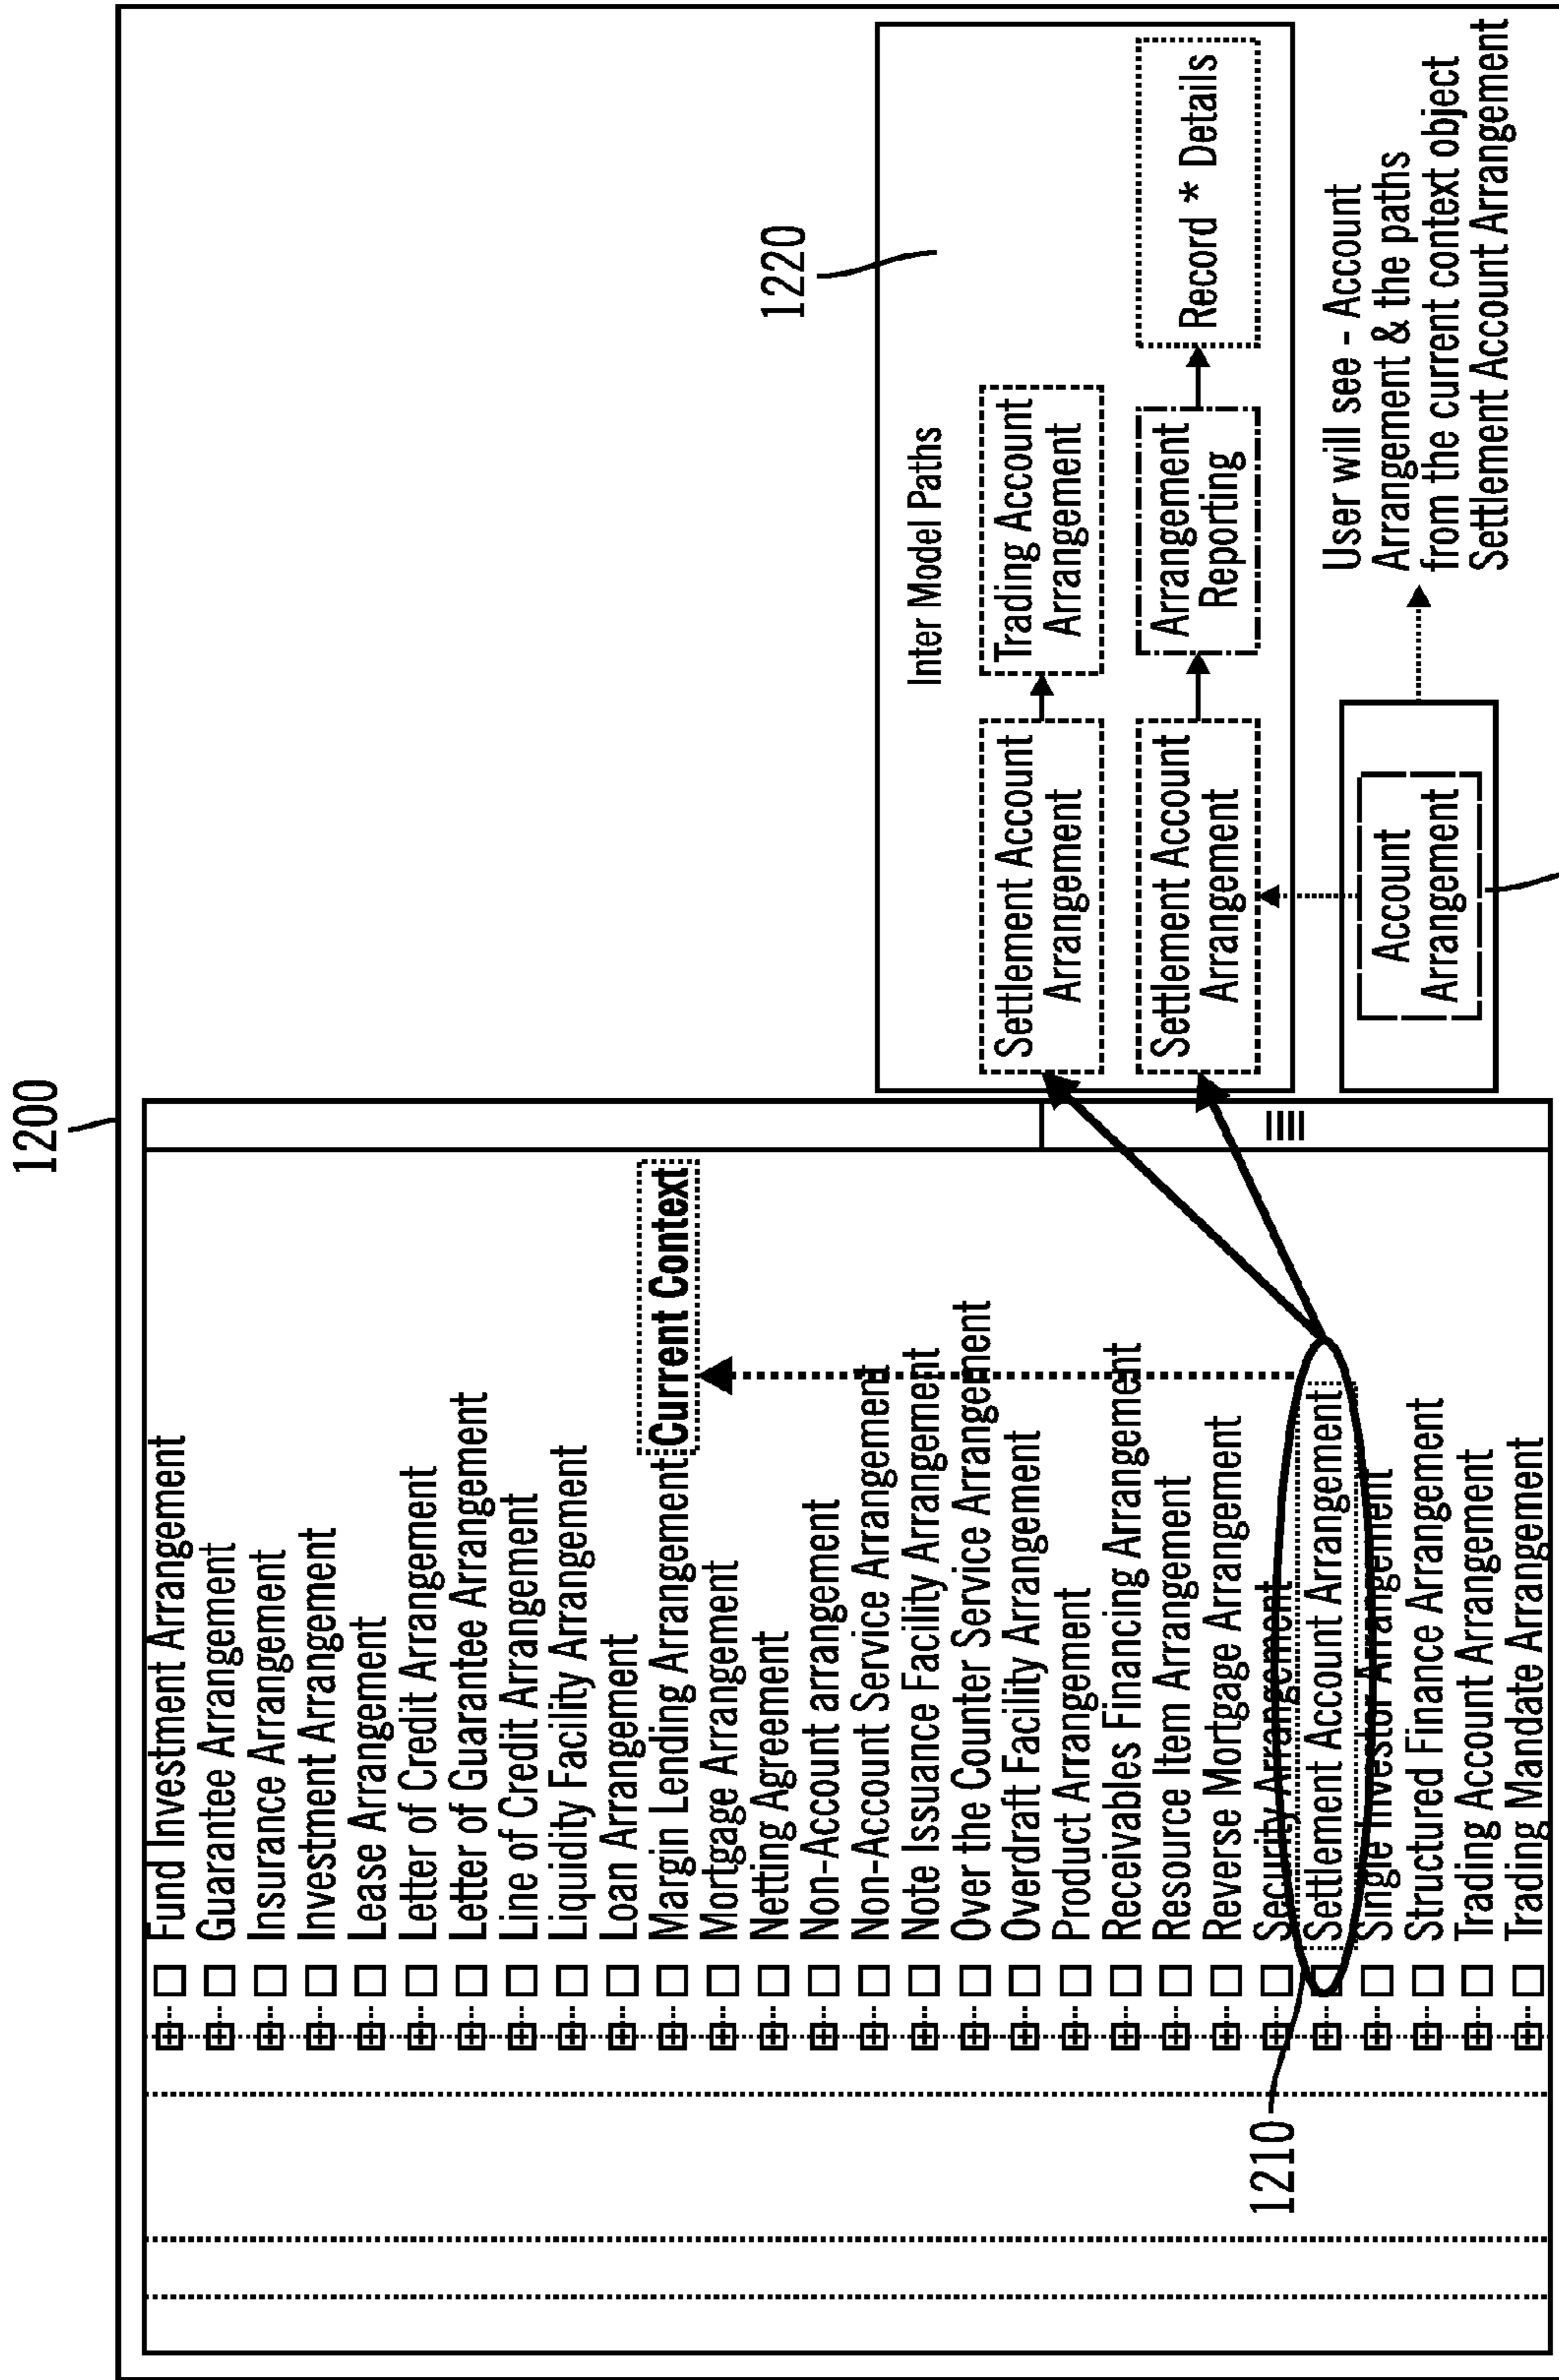 1200
Fund Investment Arrangement
Guarantee Arrangement
Insurance Arrangement
Investment Arrangement
Lease Arrangement
Letter of Credit Arrangement
Letter of Guarantee Arrangement
Line of Credit Arrangement
Liquidity Facility Arrangement
Loan Arrangement
Margin Lending Arrangement
Current Context
Mortgage Arrangement
Netting Agreement
Non-Account arrangement
Non-Account Service Arrangement
Note Issuance Facility Arrangement
Over the Counter Service Arrangement
Overdraft Facility Arrangement
Product Arrangement
Receivables Financing Arrangement
Resource Item Arrangement
Reverse Mortgage Arrangement
Security Arrangement
Settlement Account Arrangement
Single Investor Arrangement
Structured Finance Arrangement
Trading Account Arrangement
Trading Mandate Arrangement
1210
1220
Inter Model Paths
Settlement Account
Arrangement
Trading Account
Arrangement
Settlement Account
Arrangement
Arrangement
Reporting
Record * Details
Account
Arrangement
User will see - Account
Arrangement & the paths
from the current context object
Settlement Account Arrangement